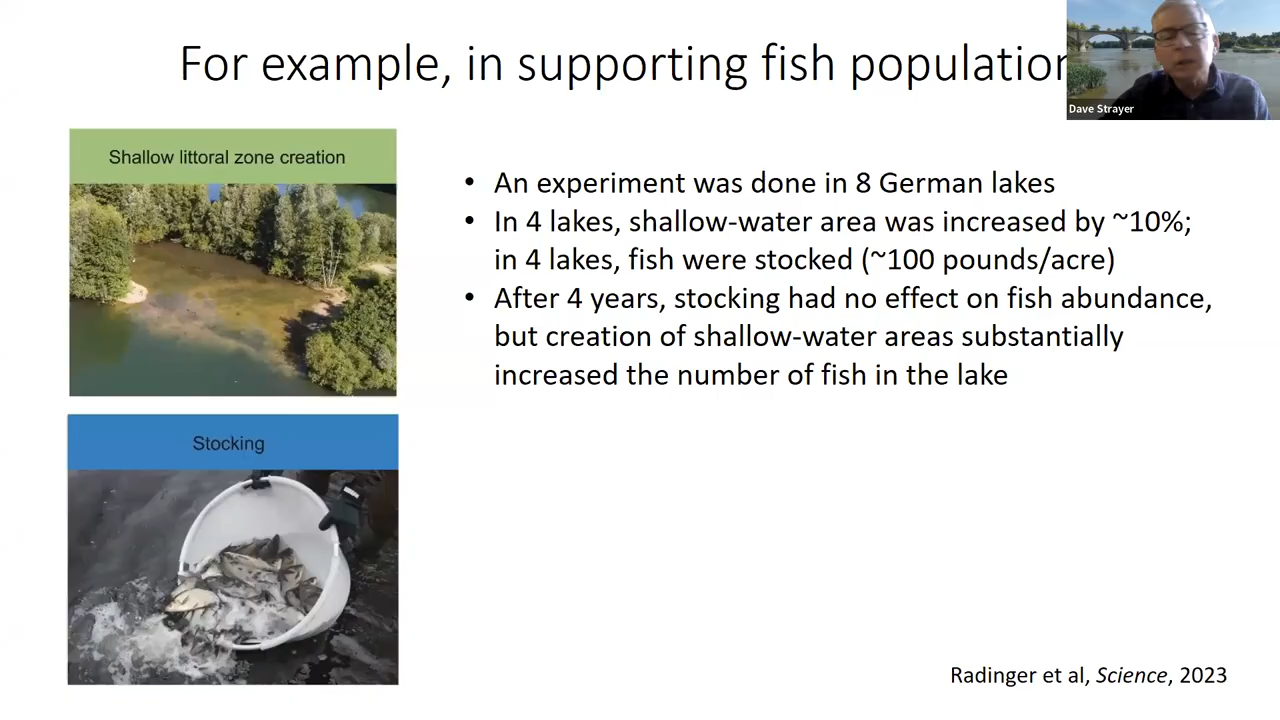 For example, in supporting fish population
Dave Strayer
Shallow littoral zone creation
• An experiment was done in 8 German lakes
• In 4 lakes, shallow-water area was increased by ~10%;
in 4 lakes, fish were stocked (~100 pounds/acre)
• After 4 years, stocking had no effect on fish abundance,
but creation of shallow-water areas substantially
increased the number of fish in the lake
Stocking
Radinger et al, Science, 2023